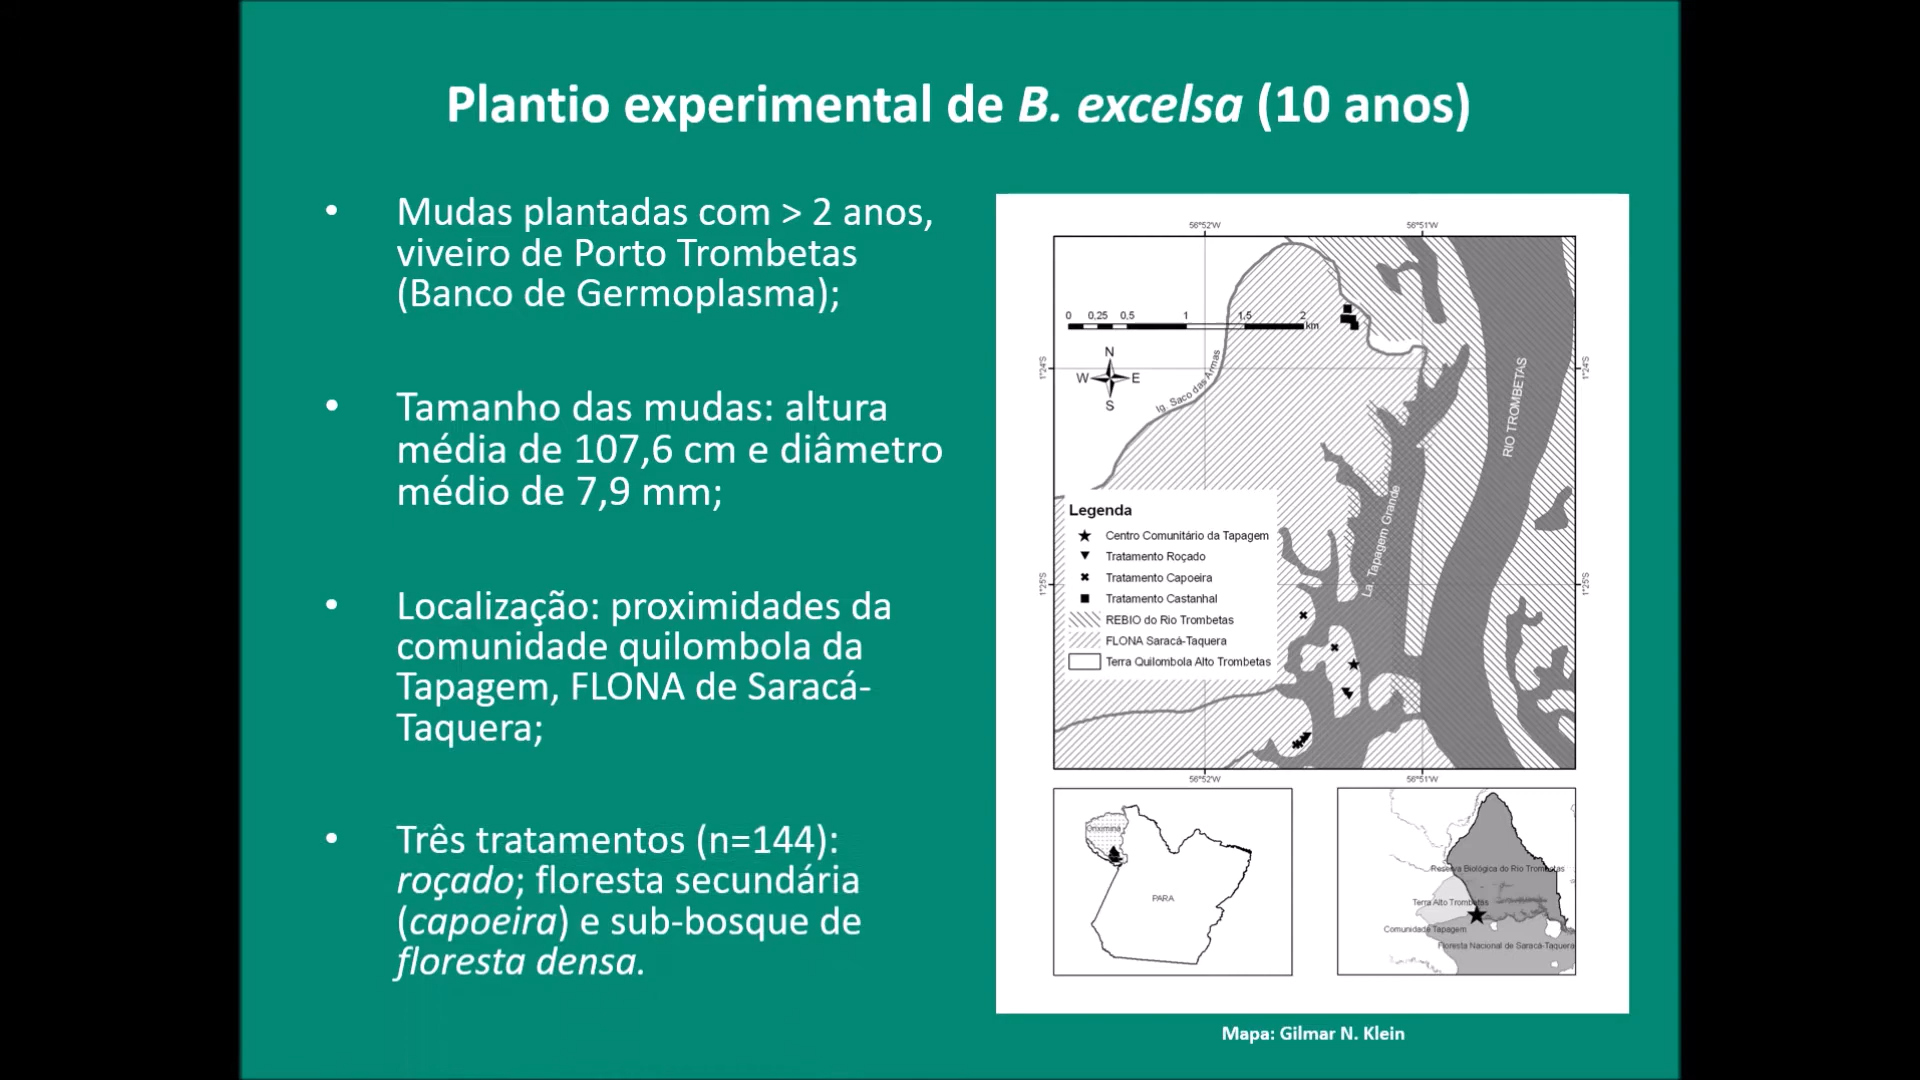 Plantio experimental de B. excelsa (10 anos)
• Mudas plantadas com > 2 anos,
viveiro de Porto Trombetas
(Banco de Germoplasma);
• Tamanho das mudas: altura
média de 107,6 cm e diâmetro
médio de 7,9 mm;
• Localização: proximidades da
comunidade quilombola da
Tapagem, FLONA de Saracá-
Taquera;
• Três tratamentos (n=144):
roçado; floresta secundária
(capoeira) e sub-bosque de
floresta densa.
56°52'W 56°51'W
0 0,25 0,5 1 1,5 2
km
N
W E
S
1°24'S 1°24'S
Ig. Saco das Armas
RIO TROMBETAS
La. Tapagem Grande
Legenda
Centro Comunitário da Tapagem
Tratamento Roçado
Tratamento Capoeira
Tratamento Castanhal
REBIO do Rio Trombetas
FLONA Saracá-Taquera
Terra Quilombola Alto Trombetas
1°25'S 1°25'S
56°52'W 56°51'W
Oriximiná
PARA
Reserva Biológica do Rio Trombetas
Terra Alto Trombetas
Comunidade Tapagem
Floresta Nacional de Saracá-Taquera
Mapa: Gilmar N. Klein